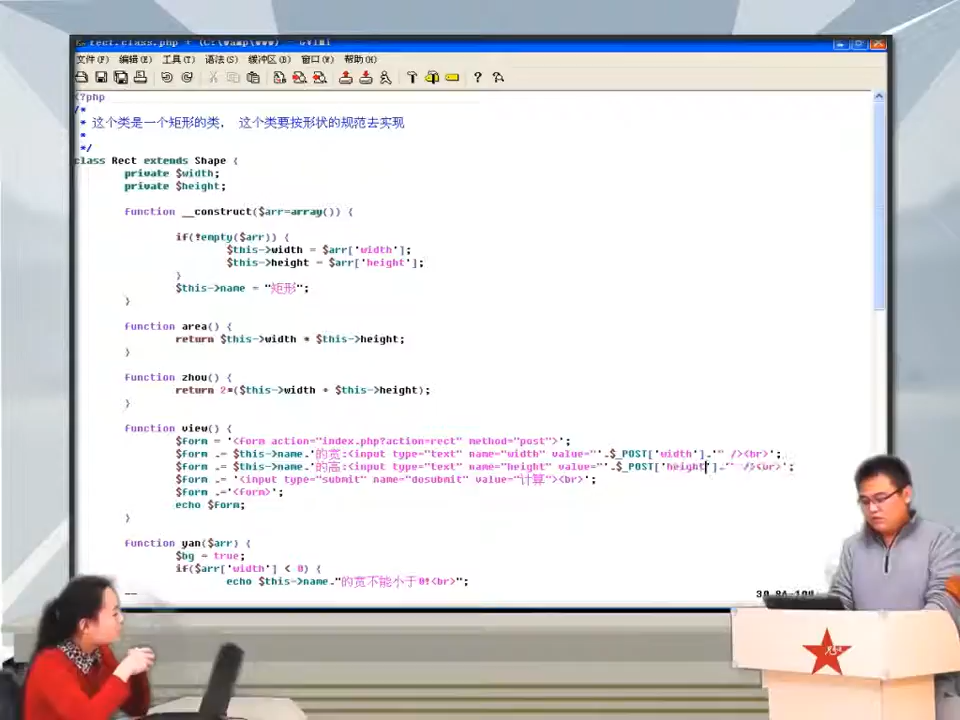 rect.class.php + (C:\wamp\www) - GVIM1
文件(F) 编辑(E) 工具(T) 语法(S) 缓冲区(B) 窗口(W) 帮助(H)
<?php
/*
* 这个类是一个矩形的类, 这个类要按形状的规范去实现
*
*/
class Rect extends Shape {
private $width;
private $height;
function __construct($arr=array()) {
if(!empty($arr)) {
$this->width = $arr['width'];
$this->height = $arr['height'];
}
$this->name = "矩形";
}
function area() {
return $this->width * $this->height;
}
function zhou() {
return 2*($this->width + $this->height);
}
function view() {
$form = '<form action="index.php?action=rect" method="post">';
$form .= $this->name.'的宽:<input type="text" name="width" value="'.$_POST['width'].'" /><br>';
$form .= $this->name.'的高:<input type="text" name="height" value="'.$_POST['height'].'" /><br>';
$form .= '<input type="submit" name="dosubmit" value="计算"><br>';
$form .='<form>';
echo $form;
}
function yan($arr) {
$bg = true;
if($arr['width'] < 0) {
echo $this->name."的宽不能小于0!<br>";